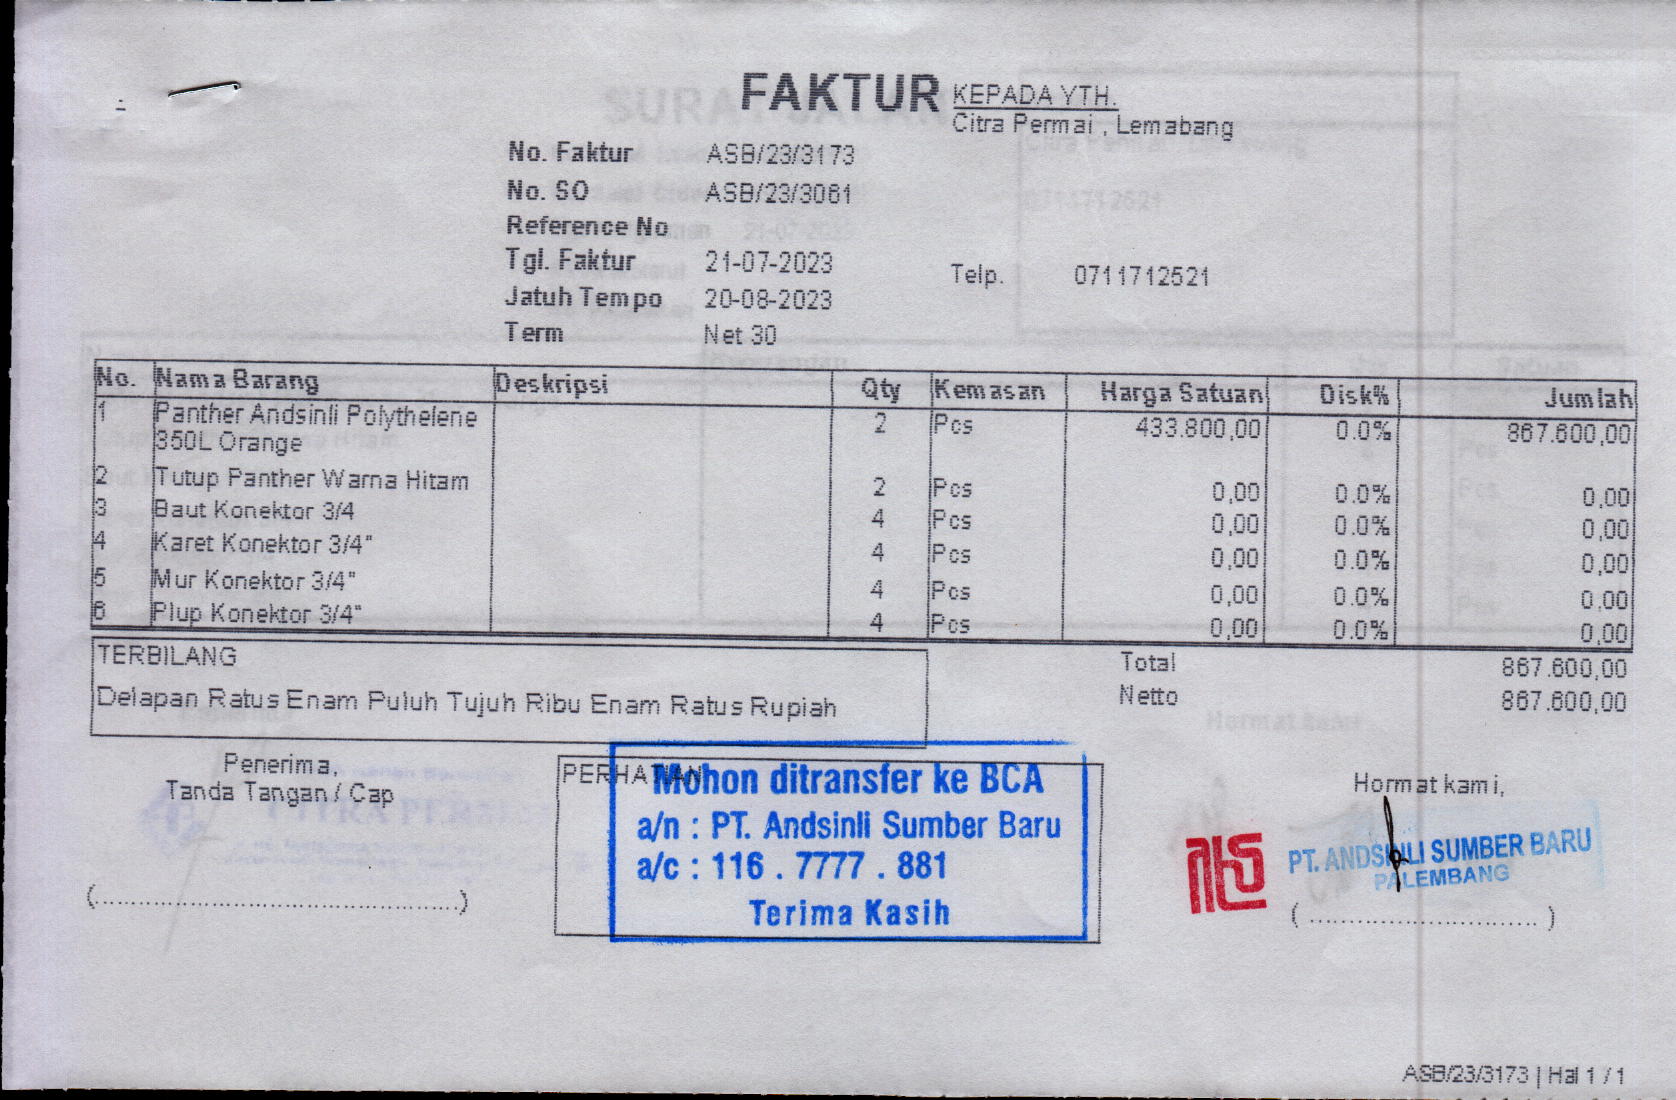 FAKTUR
KEPADA YTH.
Citra Permai , Lemabang
No. Faktur ASB/23/3173
No. SO ASB/23/3061
Reference No
Tgl. Faktur 21-07-2023
Telp. 0711712521
Jatuh Tempo 20-08-2023
Term Net 30
No. Nama Barang Deskripsi Qty Kemasan Harga Satuan Disk% Jumlah
1 Panther Andsinli Polythelene 2 Pcs 433.800,00 0.0% 867.600,00
350L Orange
2 Tutup Panther Warna Hitam 2 Pcs 0,00 0.0% 0,00
3 Baut Konektor 3/4 4 Pcs 0,00 0.0% 0,00
4 Karet Konektor 3/4" 4 Pcs 0,00 0.0% 0,00
5 Mur Konektor 3/4" 4 Pcs 0,00 0.0% 0,00
6 Plup Konektor 3/4" 4 Pcs 0,00 0.0% 0,00
TERBILANG
Delapan Ratus Enam Puluh Tujuh Ribu Enam Ratus Rupiah
Total 867.600,00
Netto 867.600,00
Penerima,
Tanda Tangan / Cap
(................................................)
PERHATIAN
Mohon ditransfer ke BCA
a/n : PT. Andsinli Sumber Baru
a/c : 116 . 7777 . 881
Terima Kasih
Hormat kami,
PT. ANDSINLI SUMBER BARU
PALEMBANG
( .............................. )
ASB/23/3173 | Hal 1 / 1